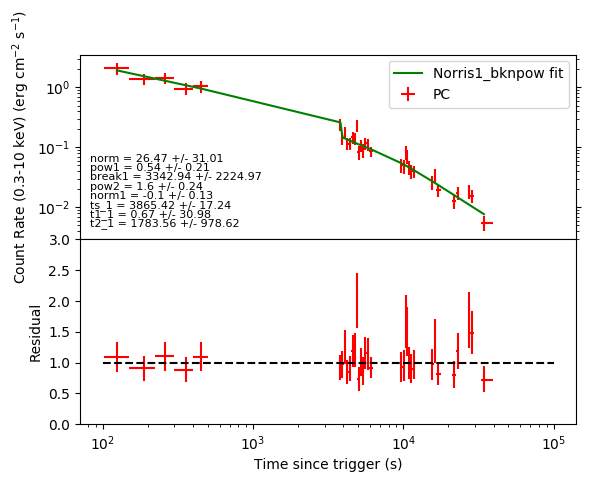 Count Rate (0.3-10 keV) (erg cm⁻² s⁻¹)
10⁰
10⁻¹
10⁻²
Norris1_bknpow fit
PC
norm = 26.47 +/- 31.01
pow1 = 0.54 +/- 0.21
break1 = 3342.94 +/- 2224.97
pow2 = 1.6 +/- 0.24
norm1 = -0.1 +/- 0.13
ts_1 = 3865.42 +/- 17.24
t1_1 = 0.67 +/- 30.98
t2_1 = 1783.56 +/- 978.62
Residual
3.0
2.5
2.0
1.5
1.0
0.5
0.0
10² 10³ 10⁴ 10⁵
Time since trigger (s)